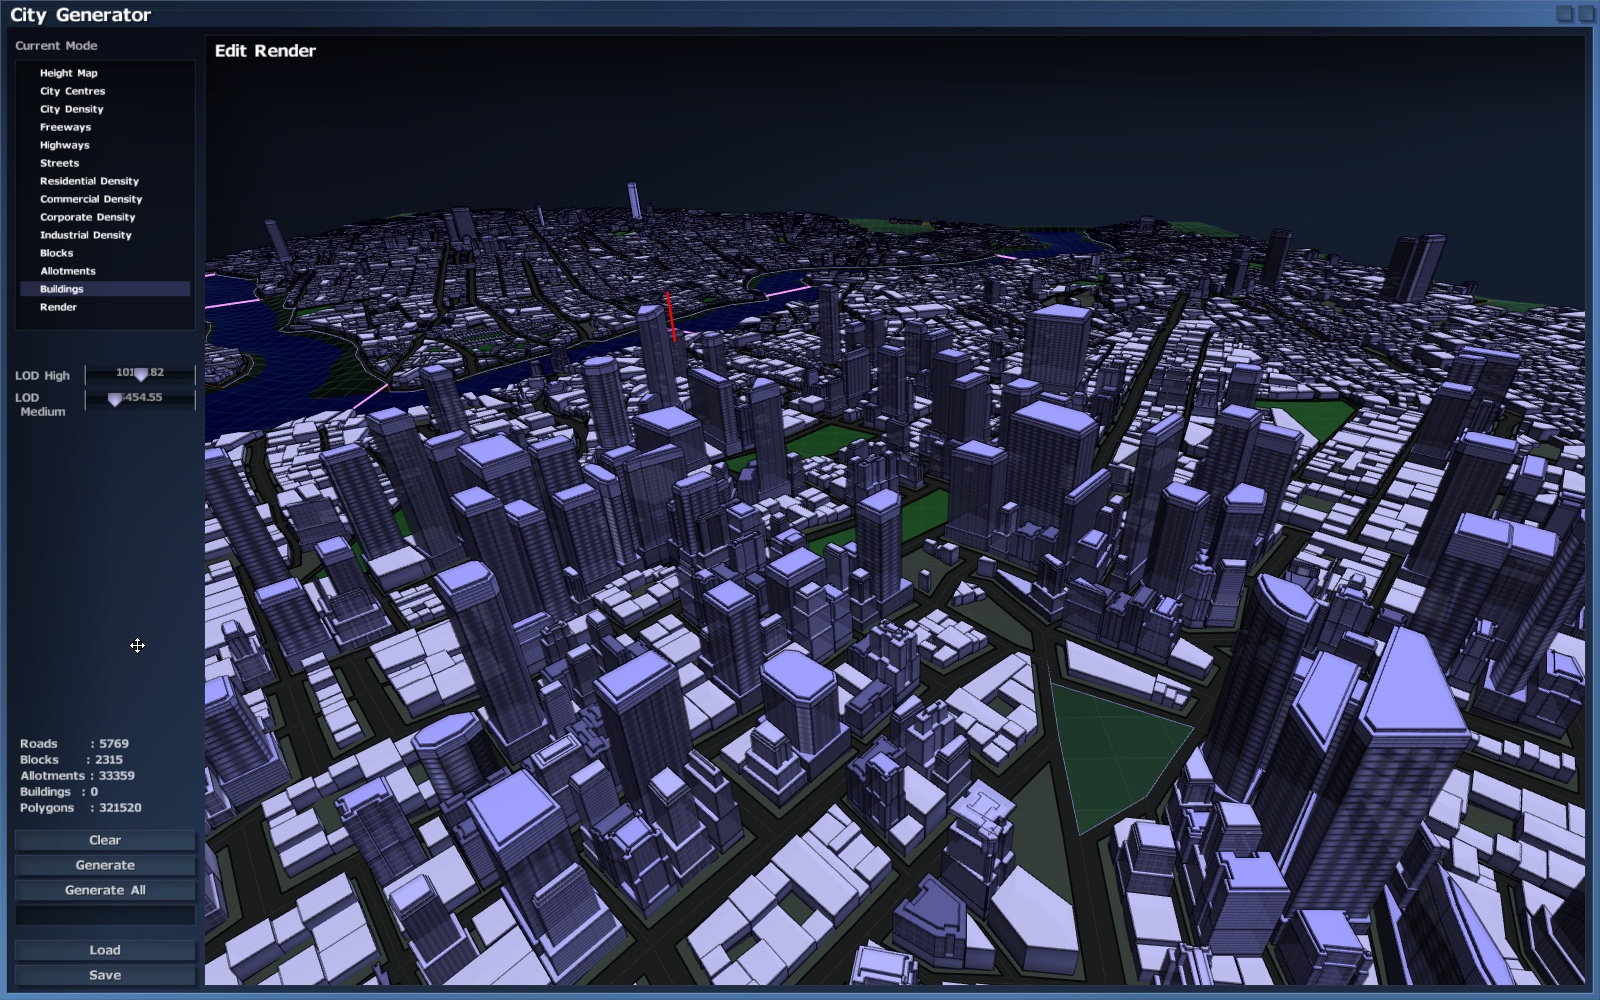 City Generator
Current Mode
Height Map
City Centres
City Density
Freeways
Highways
Streets
Residential Density
Commercial Density
Corporate Density
Industrial Density
Blocks
Allotments
Buildings
Render
LOD High
LOD Medium
454.55
Roads : 5769
Blocks : 2315
Allotments : 33359
Buildings : 0
Polygons : 321520
Clear
Generate
Generate All
Load
Save
Edit Render